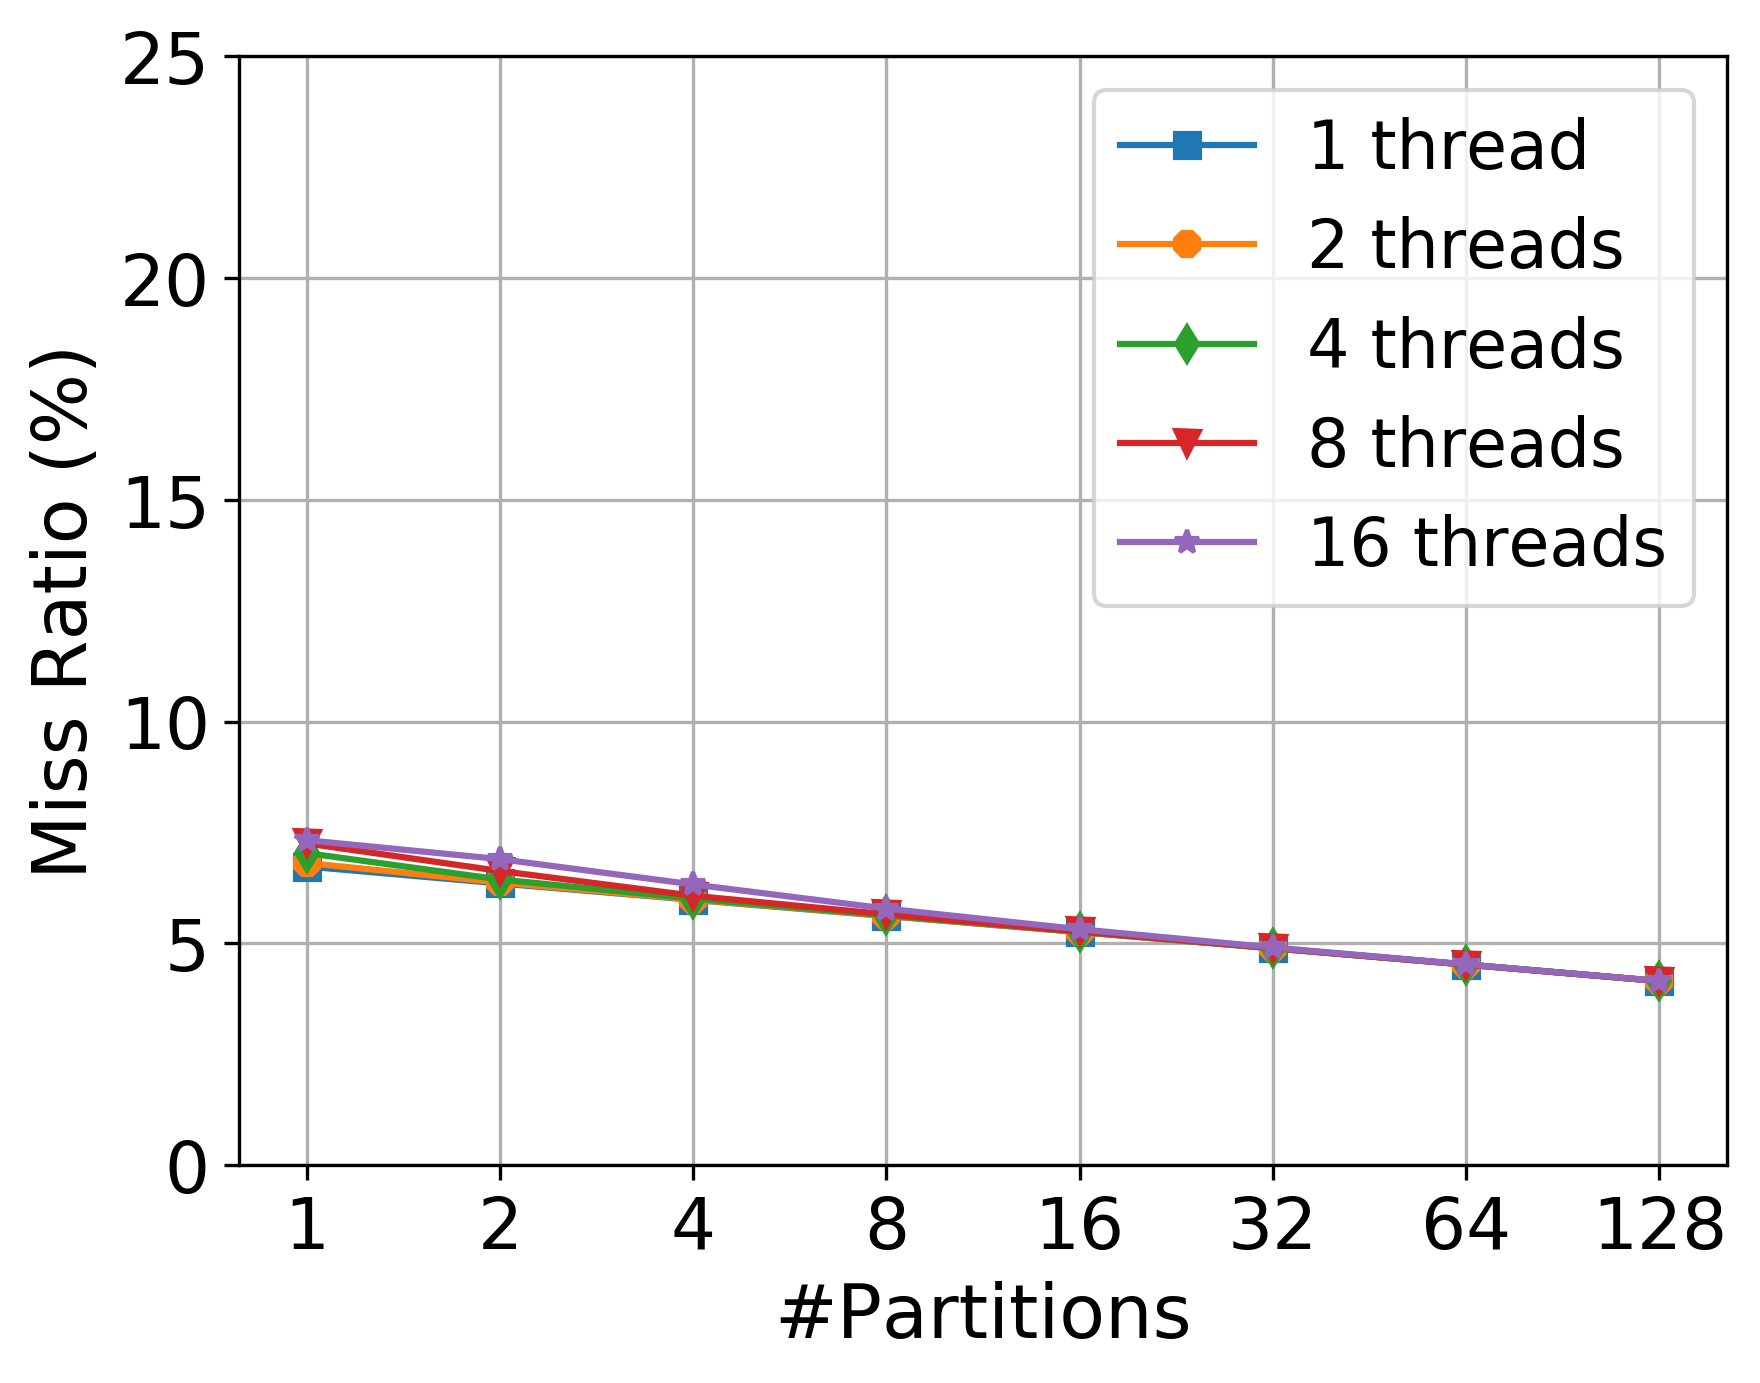 25
20
15
10
5
0
Miss Ratio (%)
1 thread
2 threads
4 threads
8 threads
16 threads
1 2 4 8 16 32 64 128
#Partitions